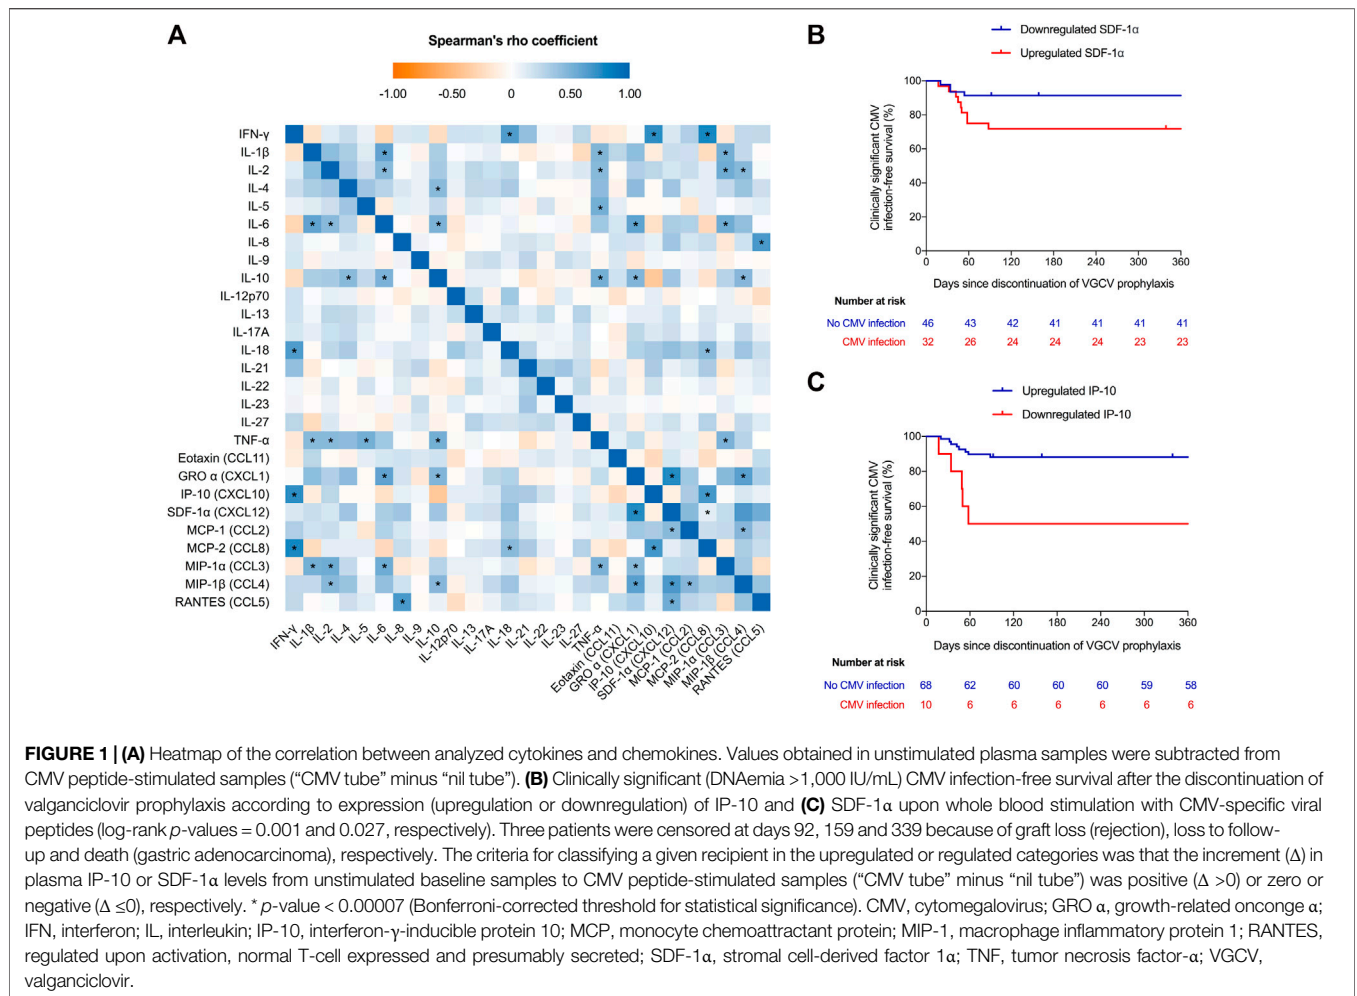 A
Spearman's rho coefficient
-1.00 -0.50 0 0.50 1.00
IFN-γ
IL-1β
IL-2
IL-4
IL-5
IL-6
IL-8
IL-9
IL-10
IL-12p70
IL-13
IL-17A
IL-18
IL-21
IL-22
IL-23
IL-27
TNF-α
Eotaxin (CCL11)
GRO α (CXCL1)
IP-10 (CXCL10)
SDF-1α (CXCL12)
MCP-1 (CCL2)
MCP-2 (CCL8)
MIP-1α (CCL3)
MIP-1β (CCL4)
RANTES (CCL5)
IFN-γ
IL-1β
IL-2
IL-4
IL-5
IL-6
IL-8
IL-9
IL-10
IL-12p70
IL-13
IL-17A
IL-18
IL-21
IL-22
IL-23
IL-27
TNF-α
Eotaxin (CCL11)
GRO α (CXCL1)
IP-10 (CXCL10)
SDF-1α (CXCL12)
MCP-1 (CCL2)
MCP-2 (CCL8)
MIP-1α (CCL3)
MIP-1β (CCL4)
RANTES (CCL5)
B
Downregulated SDF-1α
Upregulated SDF-1α
Clinically significant CMV
infection-free survival (%)
100
80
60
40
20
0
0 60 120 180 240 300 360
Days since discontinuation of VGCV prophylaxis
Number at risk
No CMV infection 46 43 42 41 41 41 41
CMV infection 32 26 24 24 24 23 23
C
Upregulated IP-10
Downregulated IP-10
Clinically significant CMV
infection-free survival (%)
100
80
60
40
20
0
0 60 120 180 240 300 360
Days since discontinuation of VGCV prophylaxis
Number at risk
No CMV infection 68 62 60 60 60 59 58
CMV infection 10 6 6 6 6 6 6
FIGURE 1 | (A) Heatmap of the correlation between analyzed cytokines and chemokines. Values obtained in unstimulated plasma samples were subtracted from
CMV peptide-stimulated samples (“CMV tube” minus “nil tube”). (B) Clinically significant (DNAemia >1,000 IU/mL) CMV infection-free survival after the discontinuation of
valganciclovir prophylaxis according to expression (upregulation or downregulation) of IP-10 and (C) SDF-1α upon whole blood stimulation with CMV-specific viral
peptides (log-rank p-values = 0.001 and 0.027, respectively). Three patients were censored at days 92, 159 and 339 because of graft loss (rejection), loss to follow-
up and death (gastric adenocarcinoma), respectively. The criteria for classifying a given recipient in the upregulated or regulated categories was that the increment (Δ) in
plasma IP-10 or SDF-1α levels from unstimulated baseline samples to CMV peptide-stimulated samples (“CMV tube” minus “nil tube”) was positive (Δ >0) or zero or
negative (Δ ≤0), respectively. * p-value < 0.00007 (Bonferroni-corrected threshold for statistical significance). CMV, cytomegalovirus; GRO α, growth-related onconge α;
IFN, interferon; IL, interleukin; IP-10, interferon-γ-inducible protein 10; MCP, monocyte chemoattractant protein; MIP-1, macrophage inflammatory protein 1; RANTES,
regulated upon activation, normal T-cell expressed and presumably secreted; SDF-1α, stromal cell-derived factor 1α; TNF, tumor necrosis factor-α; VGCV,
valganciclovir.